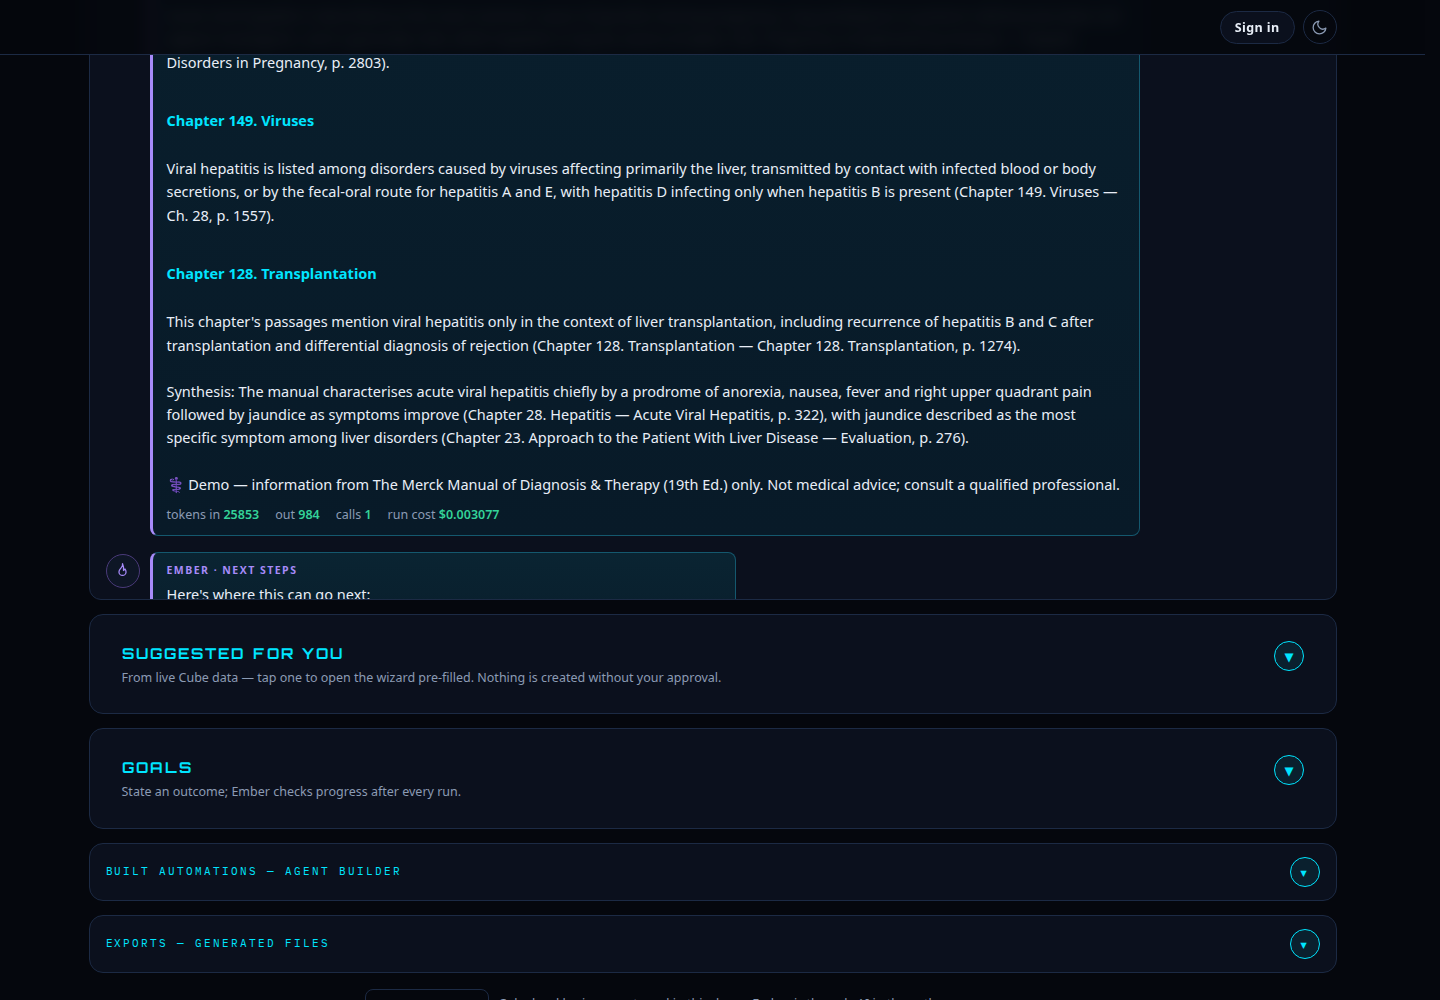 Sign in
Disorders in Pregnancy, p. 2803).
Chapter 149. Viruses
Viral hepatitis is listed among disorders caused by viruses affecting primarily the liver, transmitted by contact with infected blood or body
secretions, or by the fecal-oral route for hepatitis A and E, with hepatitis D infecting only when hepatitis B is present (Chapter 149. Viruses —
Ch. 28, p. 1557).
Chapter 128. Transplantation
This chapter's passages mention viral hepatitis only in the context of liver transplantation, including recurrence of hepatitis B and C after
transplantation and differential diagnosis of rejection (Chapter 128. Transplantation — Chapter 128. Transplantation, p. 1274).
Synthesis: The manual characterises acute viral hepatitis chiefly by a prodrome of anorexia, nausea, fever and right upper quadrant pain
followed by jaundice as symptoms improve (Chapter 28. Hepatitis — Acute Viral Hepatitis, p. 322), with jaundice described as the most
specific symptom among liver disorders (Chapter 23. Approach to the Patient With Liver Disease — Evaluation, p. 276).
Demo — information from The Merck Manual of Diagnosis & Therapy (19th Ed.) only. Not medical advice; consult a qualified professional.
tokens in 25853 out 984 calls 1 run cost $0.003077
EMBER · NEXT STEPS
Here's where this can go next:
SUGGESTED FOR YOU
From live Cube data — tap one to open the wizard pre-filled. Nothing is created without your approval.
GOALS
State an outcome; Ember checks progress after every run.
BUILT AUTOMATIONS — AGENT BUILDER
EXPORTS — GENERATED FILES